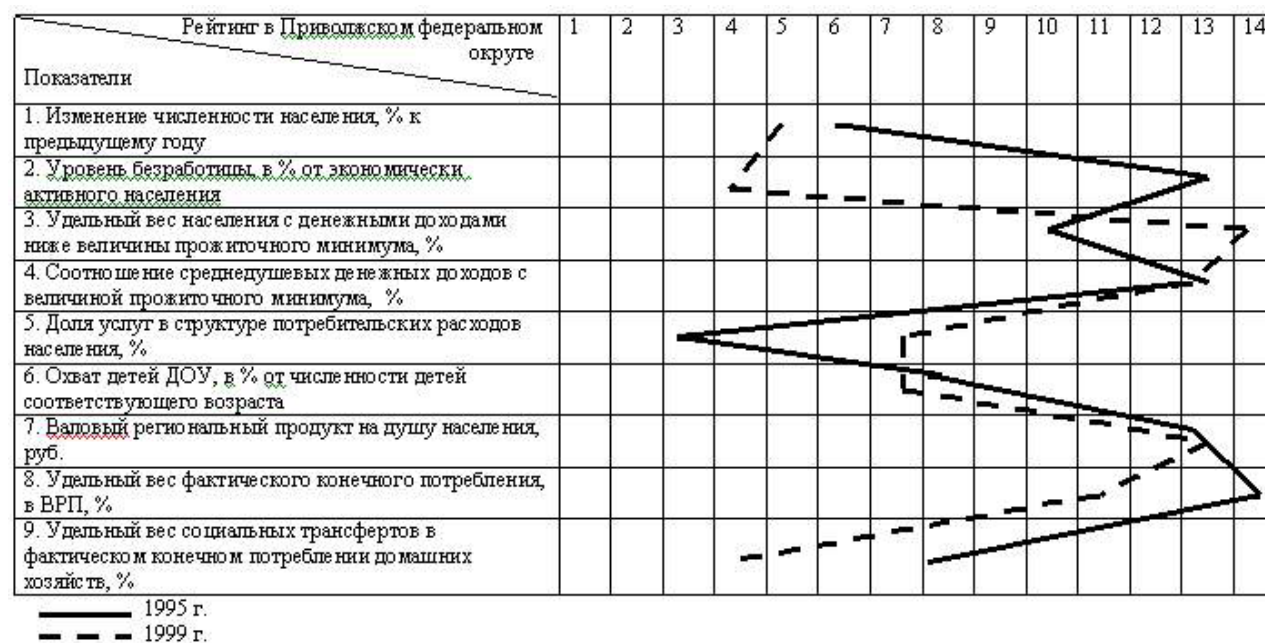 Рейтинг в Приволжском федеральном
округе
Показатели
1 2 3 4 5 6 7 8 9 10 11 12 13 14
1. Изменение численности населения, % к
предыдущему году
2. Уровень безработицы, в % от экономически
активного населения
3. Удельный вес населения с денежными доходами
ниже величины прожиточного минимума, %
4. Соотношение среднедушевых денежных доходов с
величиной прожиточного минимума, %
5. Доля услуг в структуре потребительских расходов
населения, %
6. Охват детей ДОУ, в % от численности детей
соответствующего возраста
7. Валовый региональный продукт на душу населения,
руб.
8. Удельный вес фактического конечного потребления,
в ВРП, %
9. Удельный вес социальных трансфертов в
фактическом конечном потреблении домашних
хозяйств, %
1995 г.
1999 г.